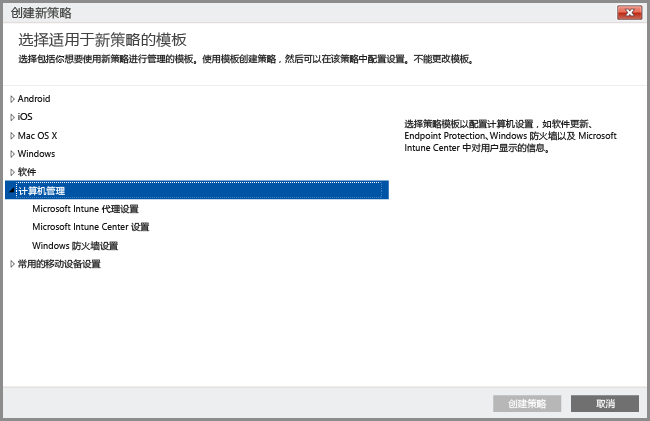 创建新策略
选择适用于新策略的模板
选择包括你想要使用新策略进行管理的模板。使用模板创建策略，然后可以在该策略中配置设置。不能更改模板。
Android
iOS
Mac OS X
Windows
软件
计算机管理
Microsoft Intune 代理设置
Microsoft Intune Center 设置
Windows 防火墙设置
常用的移动设备设置
选择策略模板以配置计算机设置，如软件更新、
Endpoint Protection、Windows 防火墙以及 Microsoft
Intune Center 中对用户显示的信息。
创建策略
取消